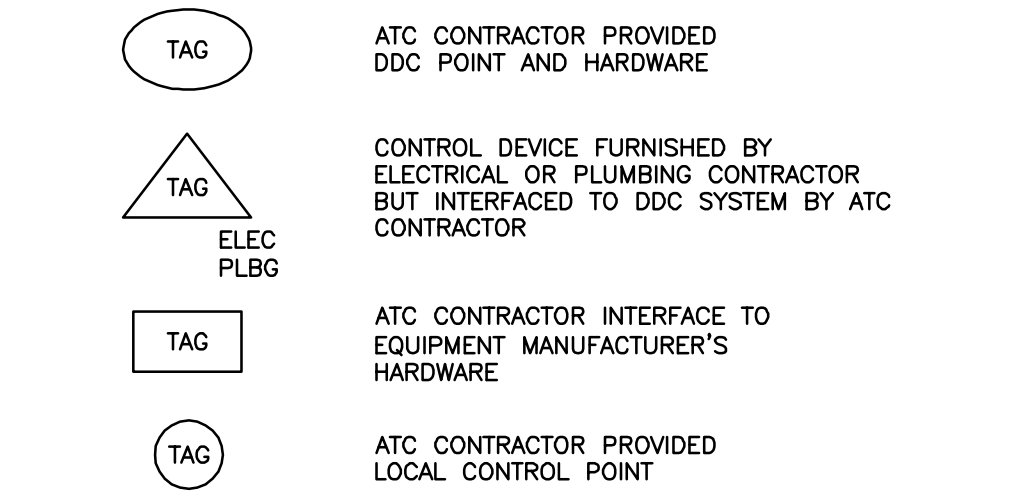 TAG
ATC CONTRACTOR PROVIDED
DDC POINT AND HARDWARE
TAG
CONTROL DEVICE FURNISHED BY
ELECTRICAL OR PLUMBING CONTRACTOR
BUT INTERFACED TO DDC SYSTEM BY ATC
CONTRACTOR
ELEC
PLBG
TAG
ATC CONTRACTOR INTERFACE TO
EQUIPMENT MANUFACTURER'S
HARDWARE
TAG
ATC CONTRACTOR PROVIDED
LOCAL CONTROL POINT